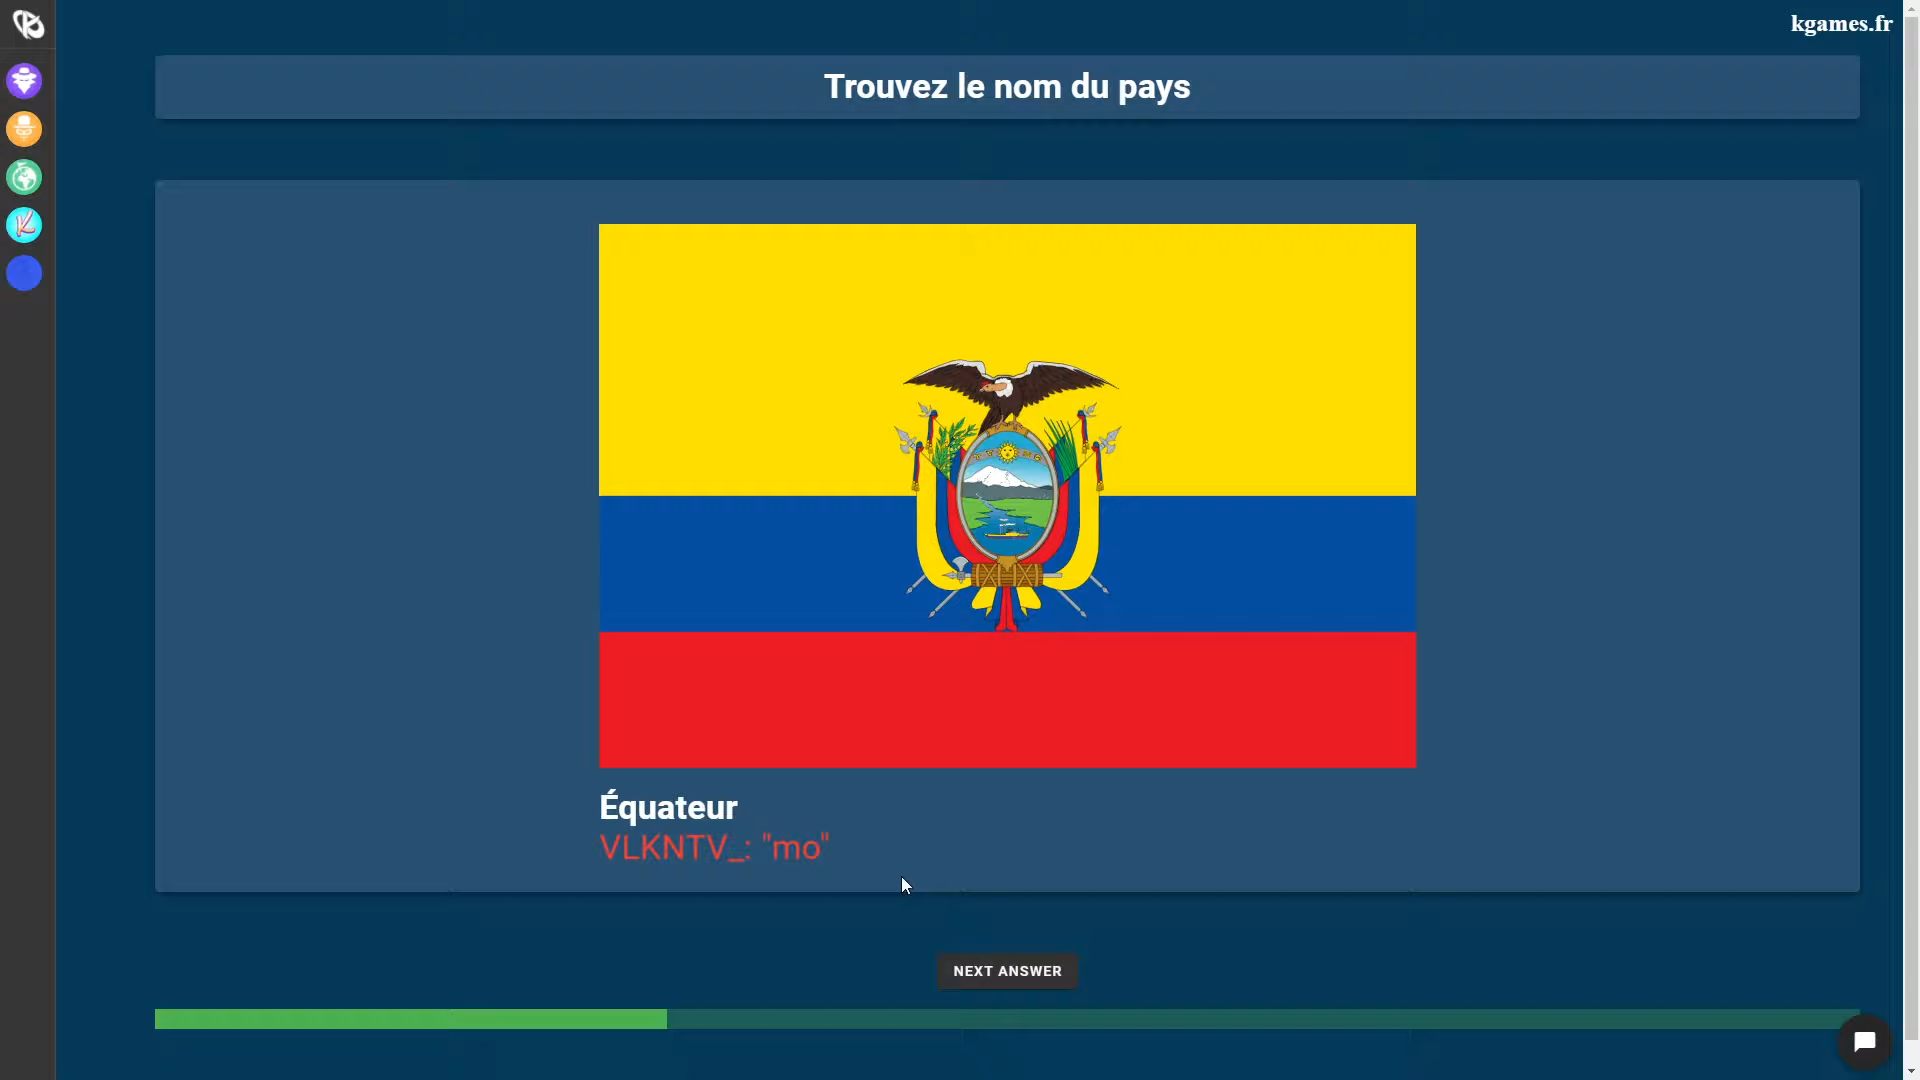 kgames.fr
Trouvez le nom du pays
Équateur
VLKNTV_: "mo"
NEXT ANSWER